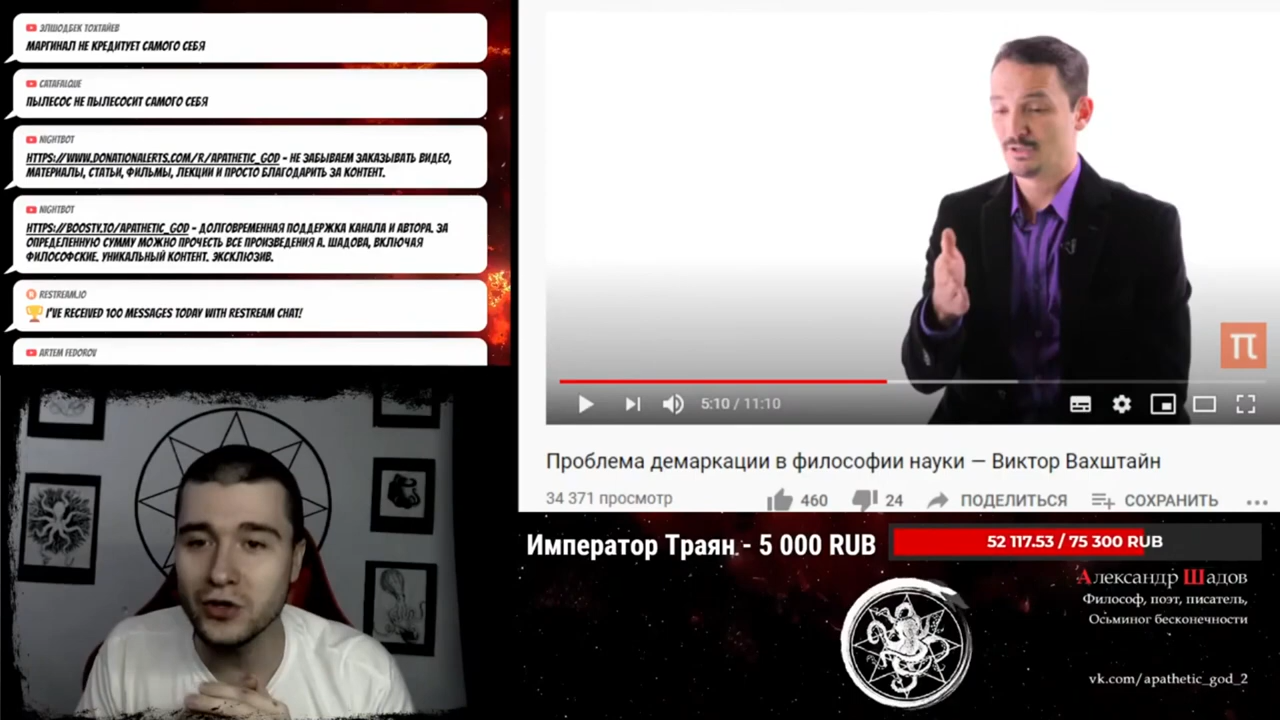 ЭЛШОДБЕК ТОХТАЙЕВ
МАРГИНАЛ НЕ КРЕДИТУЕТ САМОГО СЕБЯ
CATAFALQUE
ПЫЛЕСОС НЕ ПЫЛЕСОСИТ САМОГО СЕБЯ
NIGHTBOT
HTTPS://WWW.DONATIONALERTS.COM/R/APATHETIC_GOD - НЕ ЗАБЫВАЕМ ЗАКАЗЫВАТЬ ВИДЕО,
МАТЕРИАЛЫ, СТАТЬИ, ФИЛЬМЫ, ЛЕКЦИИ И ПРОСТО БЛАГОДАРИТЬ ЗА КОНТЕНТ.
NIGHTBOT
HTTPS://BOOSTY.TO/APATHETIC_GOD - ДОЛГОВРЕМЕННАЯ ПОДДЕРЖКА КАНАЛА И АВТОРА. ЗА
ОПРЕДЕЛЕННУЮ СУММУ МОЖНО ПРОЧЕСТЬ ВСЕ ПРОИЗВЕДЕНИЯ А. ШАДОВА, ВКЛЮЧАЯ
ФИЛОСОФСКИЕ. УНИКАЛЬНЫЙ КОНТЕНТ. ЭКСКЛЮЗИВ.
RESTREAM.IO
I'VE RECEIVED 100 MESSAGES TODAY WITH RESTREAM CHAT!
ARTEM FEDOROV
π
5:10 / 11:10
Проблема демаркации в философии науки — Виктор Вахштайн
34 371 просмотр
460
24
ПОДЕЛИТЬСЯ
СОХРАНИТЬ
Император Траян - 5 000 RUB
52 117.53 / 75 300 RUB
Александр Шадов
Философ, поэт, писатель,
Осьминог бесконечности
vk.com/apathetic_god_2